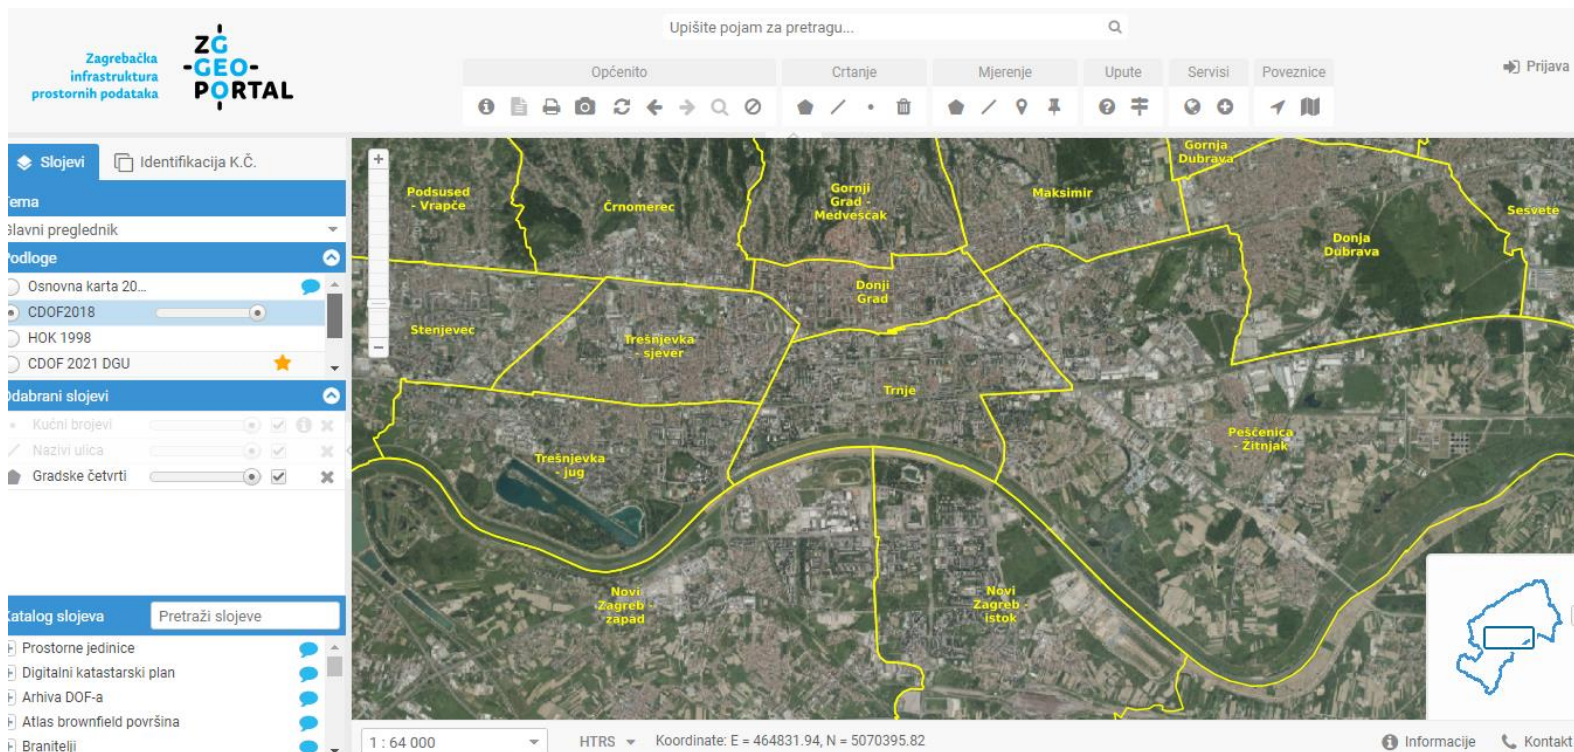 Zagrebačka
infrastruktura
prostornih podataka
ZG
-GEO-
PORTAL
Upišite pojam za pretragu...
Općenito
Crtanje
Mjerenje
Upute
Servisi
Poveznice
Prijava
Slojevi
Identifikacija K.Č.
ema
Glavni preglednik
Podloge
Osnovna karta 20...
CDOF2018
HOK 1998
CDOF 2021 DGU
Odabrani slojevi
Kućni brojevi
Nazivi ulica
Gradske četvrti
Katalog slojeva
Pretraži slojeve
Prostorne jedinice
Digitalni katastarski plan
Arhiva DOF-a
Atlas brownfield površina
Branitelji
Podsused
- Vrapče
Črnomerec
Gornji
Grad -
Medveščak
Maksimir
Gornja
Dubrava
Sesvete
Donja
Dubrava
Donji
Grad
Stenjevec
Trešnjevka
- sjever
Trnje
Peščenica
- Žitnjak
Trešnjevka
- jug
Novi
Zagreb -
zapad
Novi
Zagreb -
istok
1 : 64 000
HTRS
Koordinate: E = 464831.94, N = 5070395.82
Informacije
Kontakt